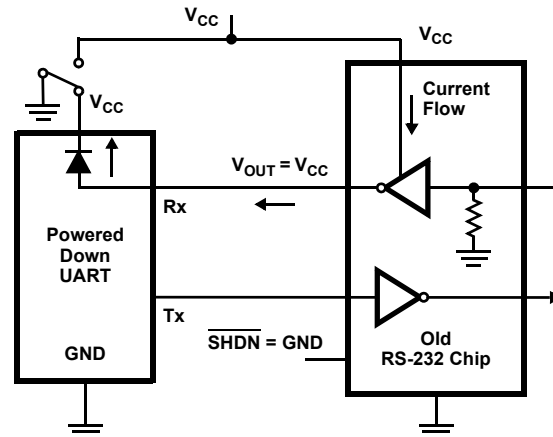 VCC
VCC
VCC
Current
Flow
VOUT = VCC
Rx
Powered
Down
UART
Tx
GND
SHDN = GND
Old
RS-232 Chip